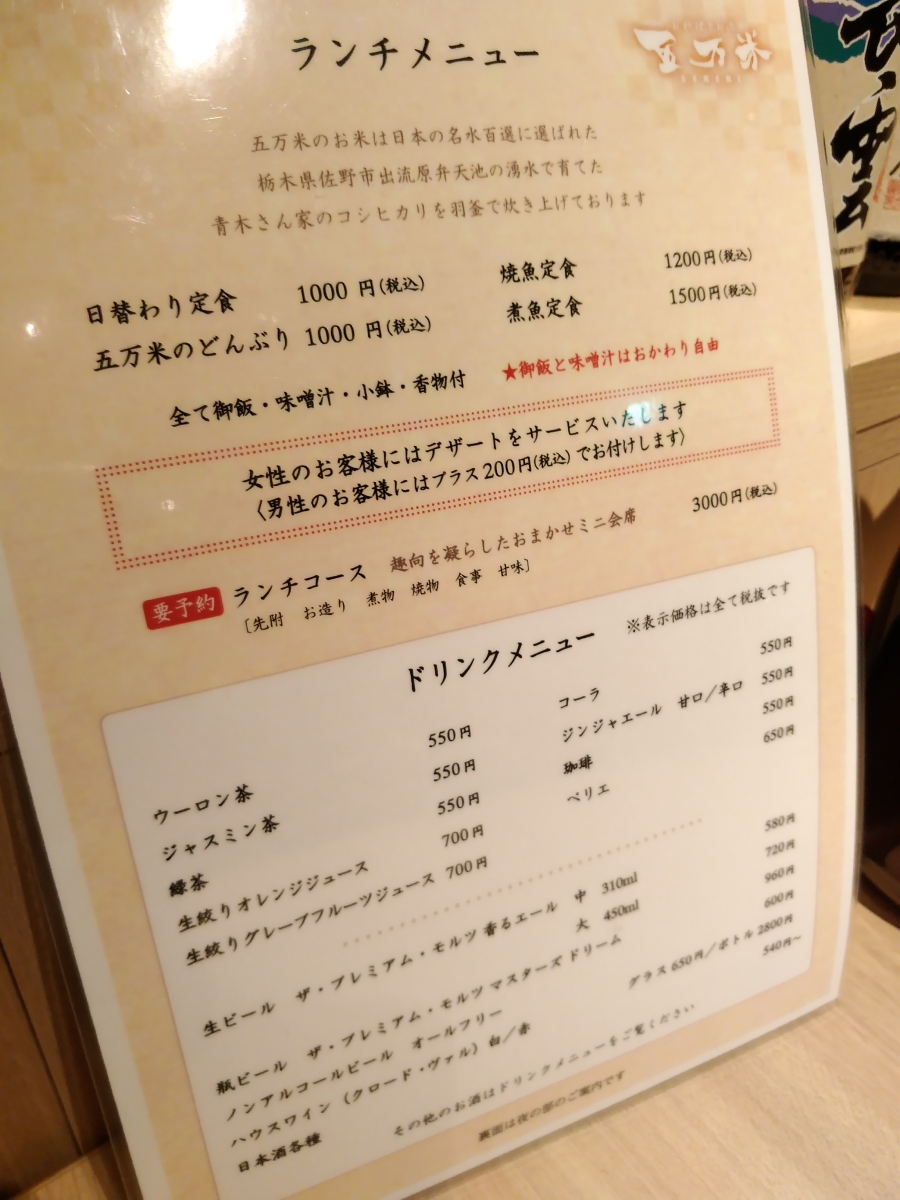 ランチメニュー
五万米
五万米のお米は日本の名水百選に選ばれた
栃木県佐野市出流原弁天池の湧水で育てた
青木さん家のコシヒカリを羽釜で炊き上げております
日替わり定食 1000 円(税込)
五万米のどんぶり 1000 円(税込)
焼魚定食 1200円(税込)
煮魚定食 1500円(税込)
全て御飯・味噌汁・小鉢・香物付
★御飯と味噌汁はおかわり自由
女性のお客様にはデザートをサービスいたします
〈男性のお客様にはプラス200円(税込)でお付けします〉
要予約 ランチコース 趣向を凝らしたおまかせミニ会席 3000円(税込)
［先附 お造り 煮物 焼物 食事 甘味］
ドリンクメニュー ※表示価格は全て税抜です
ウーロン茶 550円
ジャスミン茶 550円
緑茶 550円
生絞りオレンジジュース 700円
生絞りグレープフルーツジュース 700円
コーラ 550円
ジンジャエール 甘口／辛口 550円
珈琲 550円
ペリエ 650円
生ビール ザ・プレミアム・モルツ 香るエール 中 310ml 580円
大 450ml 720円
瓶ビール ザ・プレミアム・モルツ マスターズ ドリーム 960円
ノンアルコールビール オールフリー 600円
ハウスワイン（クロード・ヴァル）白／赤 グラス 650円／ボトル 2800円
日本酒各種 540円～
その他のお酒はドリンクメニューをご覧ください
裏面は夜の部のご案内です